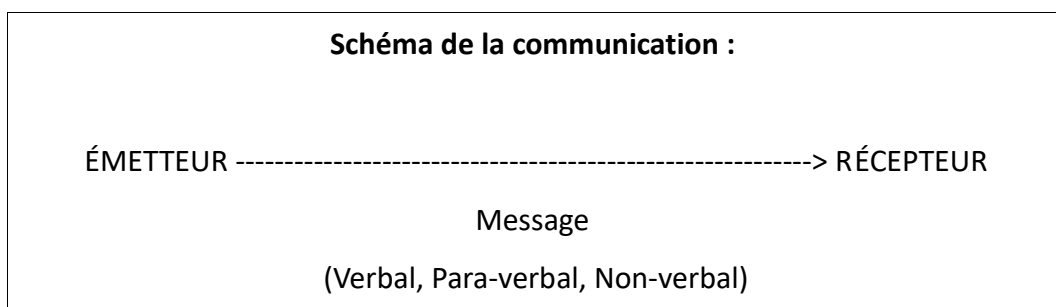 Schéma de la communication :
ÉMETTEUR ------------------------------------------------------------> RÉCEPTEUR
Message
(Verbal, Para-verbal, Non-verbal)